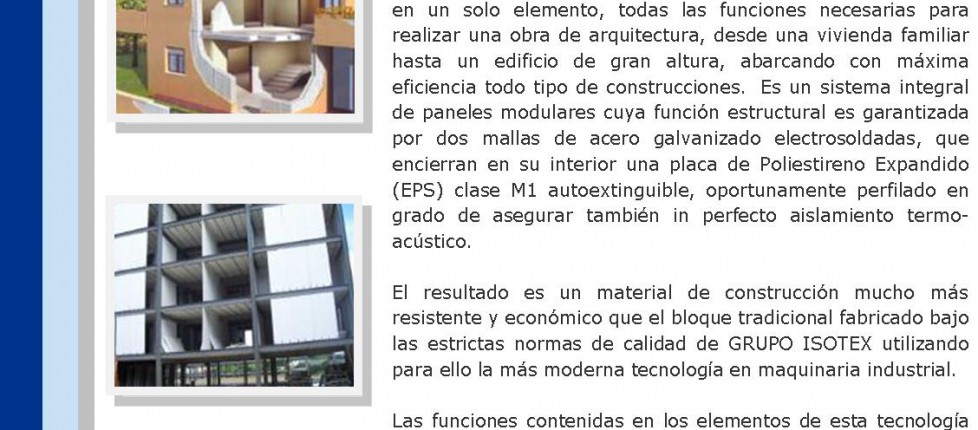 en un solo elemento, todas las funciones necesarias para
realizar una obra de arquitectura, desde una vivienda familiar
hasta un edificio de gran altura, abarcando con máxima
eficiencia todo tipo de construcciones. Es un sistema integral
de paneles modulares cuya función estructural es garantizada
por dos mallas de acero galvanizado electrosoldadas, que
encierran en su interior una placa de Poliestireno Expandido
(EPS) clase M1 autoextinguible, oportunamente perfilado en
grado de asegurar también in perfecto aislamiento termo-
acústico.
El resultado es un material de construcción mucho más
resistente y económico que el bloque tradicional fabricado bajo
las estrictas normas de calidad de GRUPO ISOTEX utilizando
para ello la más moderna tecnología en maquinaria industrial.
Las funciones contenidas en los elementos de esta tecnología